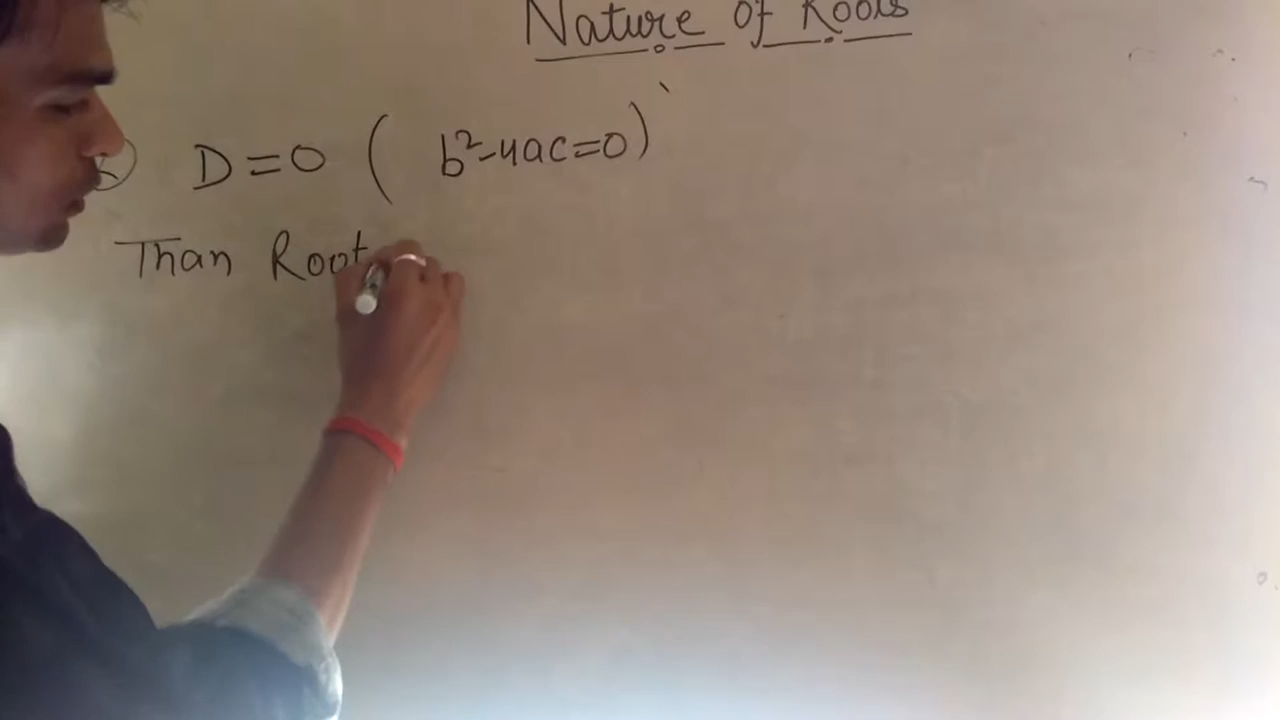 Nature of Roots
D=0 ( b²-4ac=0)
Than Root